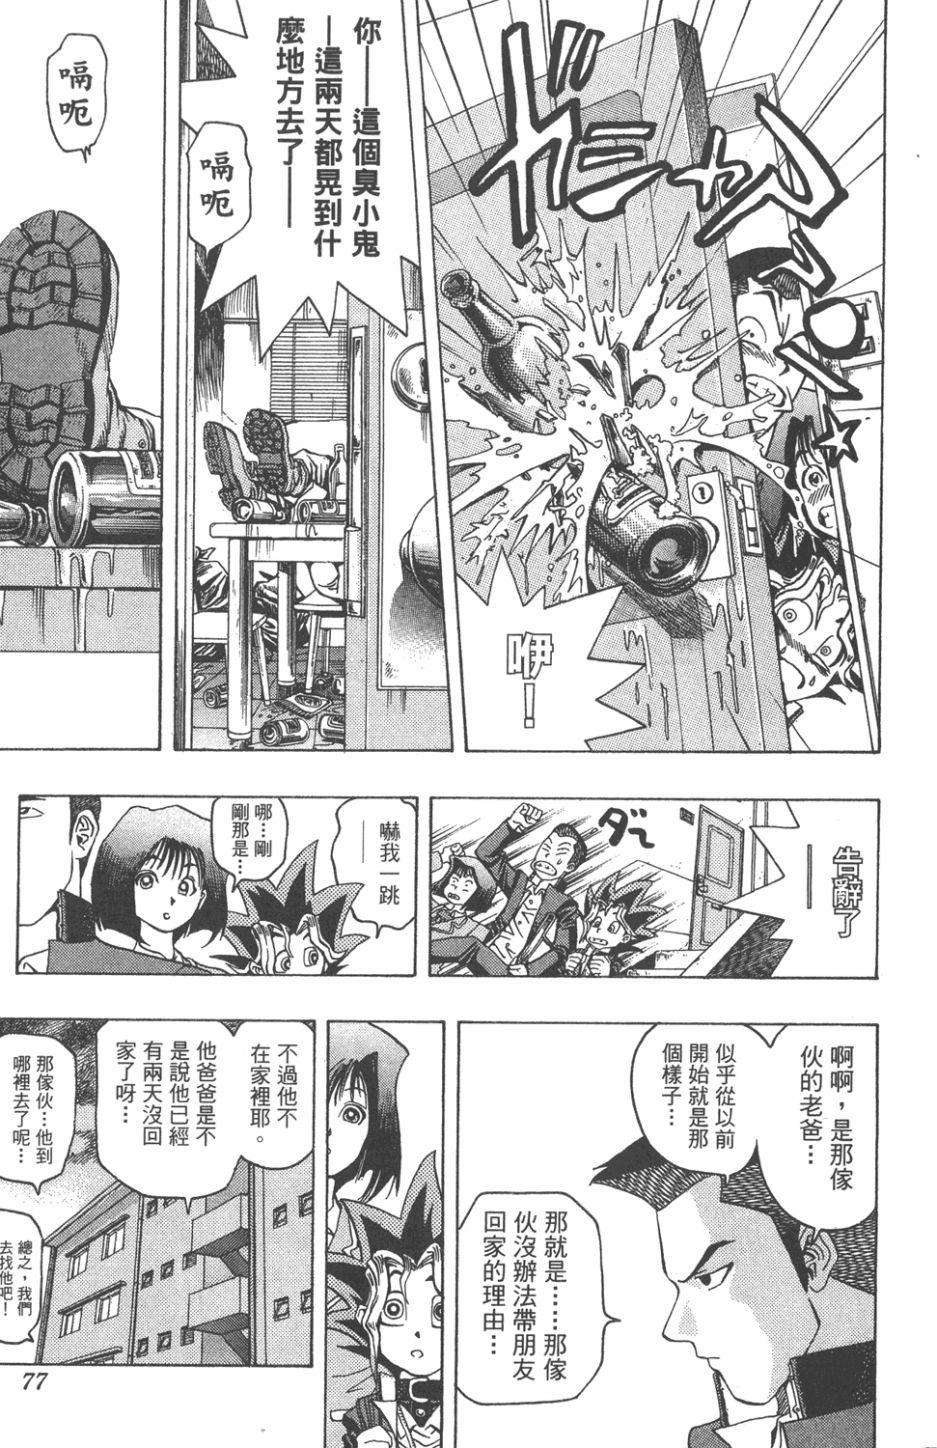 ガシャアン
①
咿！
你——這個臭小鬼
—這兩天都晃到什
麼地方去了——
嗝
呃
嗝
呃
告辭了
ダー
嚇我一跳
——
哪…剛
剛那是…
啊啊，是那傢
伙的老爸…
似乎從以前
開始就是那
個樣子…
那就是……那傢
伙沒辦法帶朋友
回家的理由…
不過他不
在家裡耶。
他爸爸是不
是說他已經
有兩天沒回
家了呀…
那傢伙…他到
哪裡去了呢…
總之，我們
去找他吧！
77